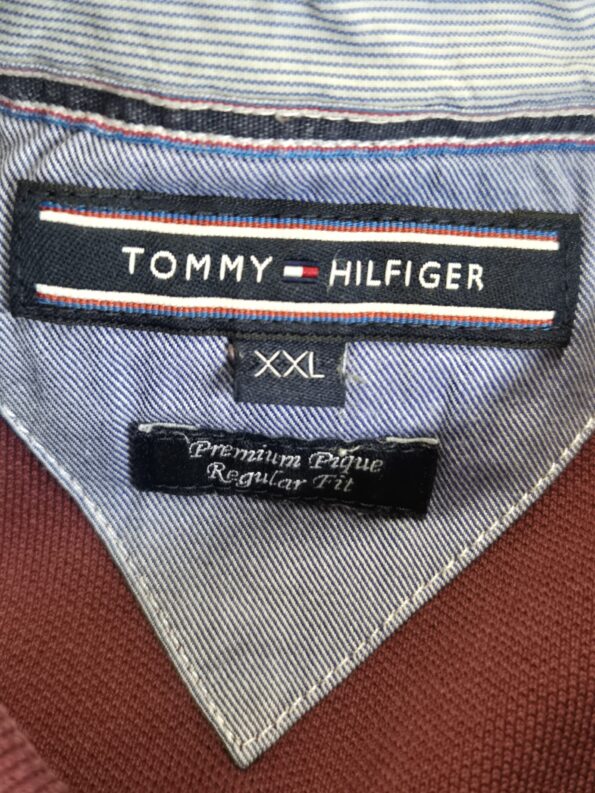 TOMMY HILFIGER
XXL
Premium Pique
Regular Fit